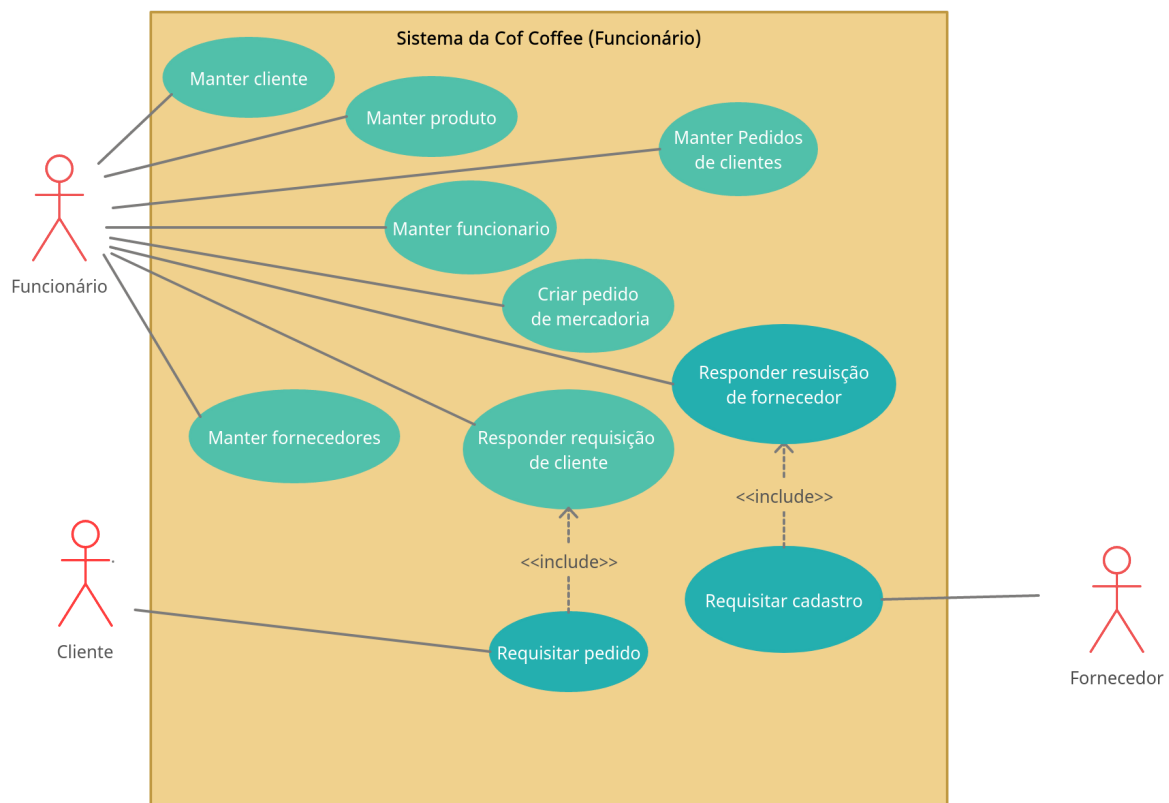 Sistema da Cof Coffee (Funcionário)
Manter cliente
Manter produto
Manter Pedidos
de clientes
Manter funcionario
Funcionário
Criar pedido
de mercadoria
Responder resuisção
de fornecedor
Manter fornecedores
Responder requisição
de cliente
<<include>>
<<include>>
Requisitar cadastro
Cliente
Requisitar pedido
Fornecedor